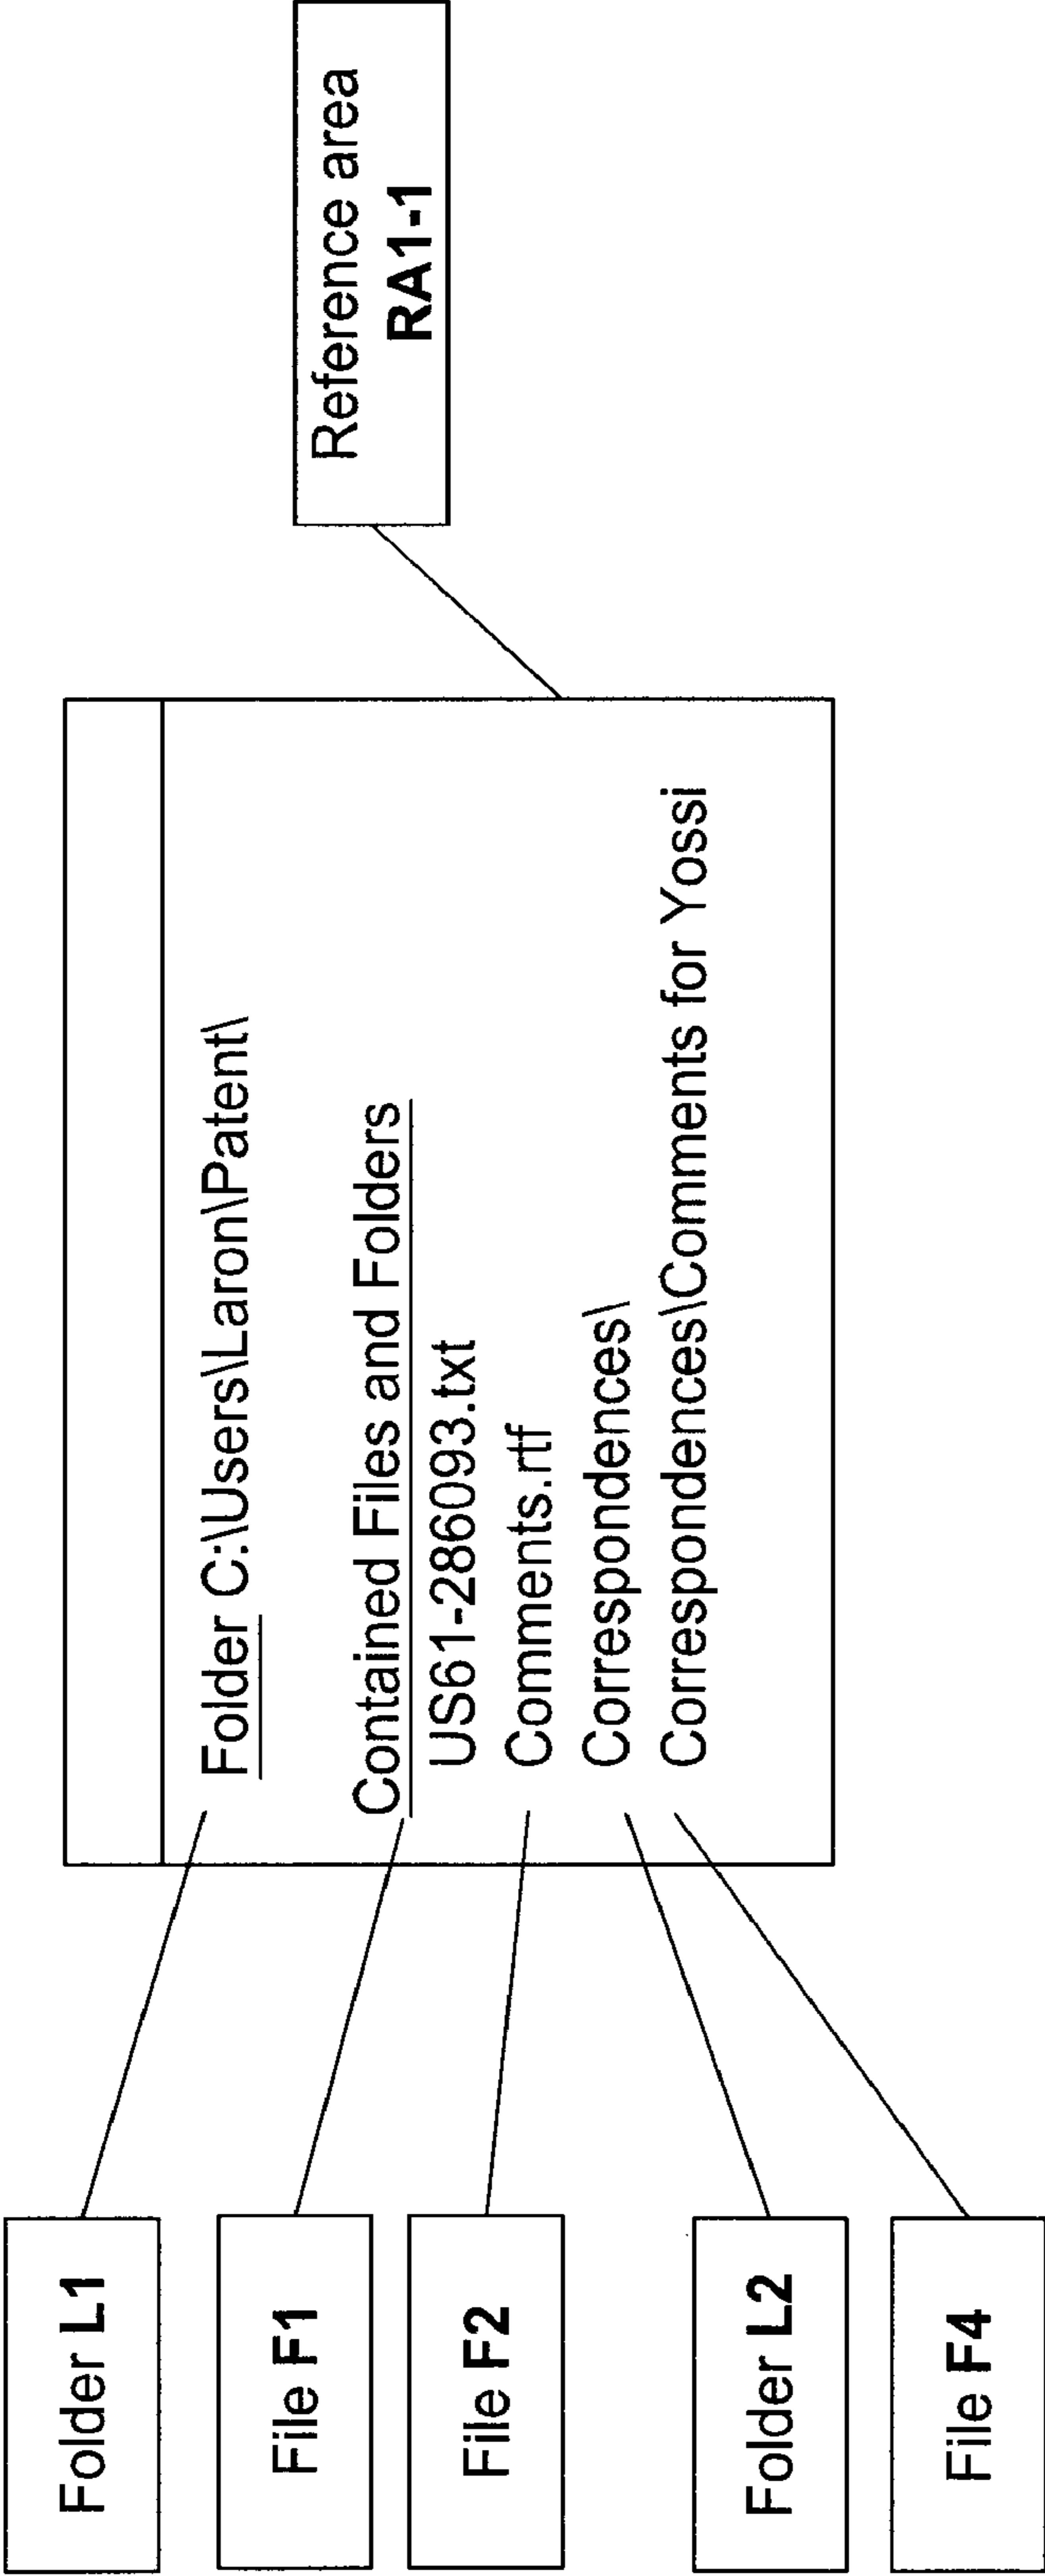 Folder L1
File F1
File F2
Folder L2
File F4
Folder C:\Users\Laron\Patent\
Contained Files and Folders
US61-286093.txt
Comments.rtf
Correspondences\
Correspondences\Comments for Yossi
Reference area
RA1-1